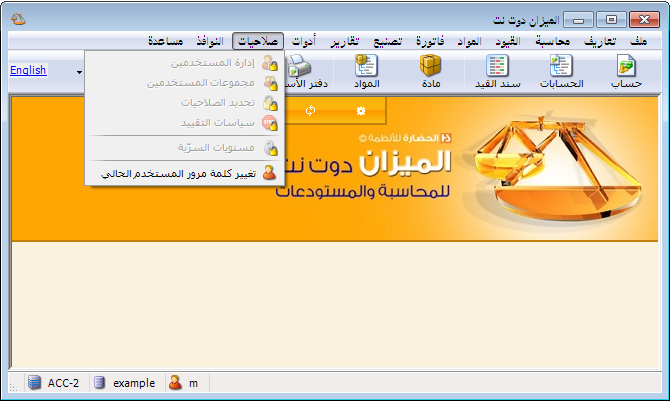 الميزان دوت نت
ملف تعاريف محاسبة القيود المواد فاتورة تصنيع تقارير أدوات صلاحيات النوافذ مساعدة
حساب الحسابات سند القيد مادة المواد دفتر الأس
English
إدارة المستخدمين
مجموعات المستخدمين
تحديد الصلاحيات
سياسات التقييد
مستويات السرّية
تغيير كلمة مرور المستخدم الحالي
الحضارة للأنظمة ©
الميزان دوت نت
للمحاسبة والمستودعات
ACC-2 example m